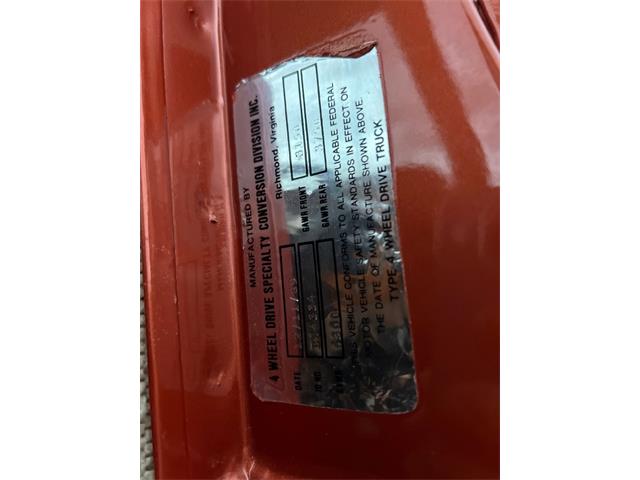 MANUFACTURED BY
4 WHEEL DRIVE SPECIALTY CONVERSION DIVISION INC.
Richmond, Virginia
DATE GAWR FRONT
ID NO GAWR REAR
GVWR 6100
THIS VEHICLE CONFORMS TO ALL APPLICABLE FEDERAL
MOTOR VEHICLE SAFETY STANDARDS IN EFFECT ON
THE DATE OF MANUFACTURE SHOWN ABOVE.
TYPE-4 WHEEL DRIVE TRUCK